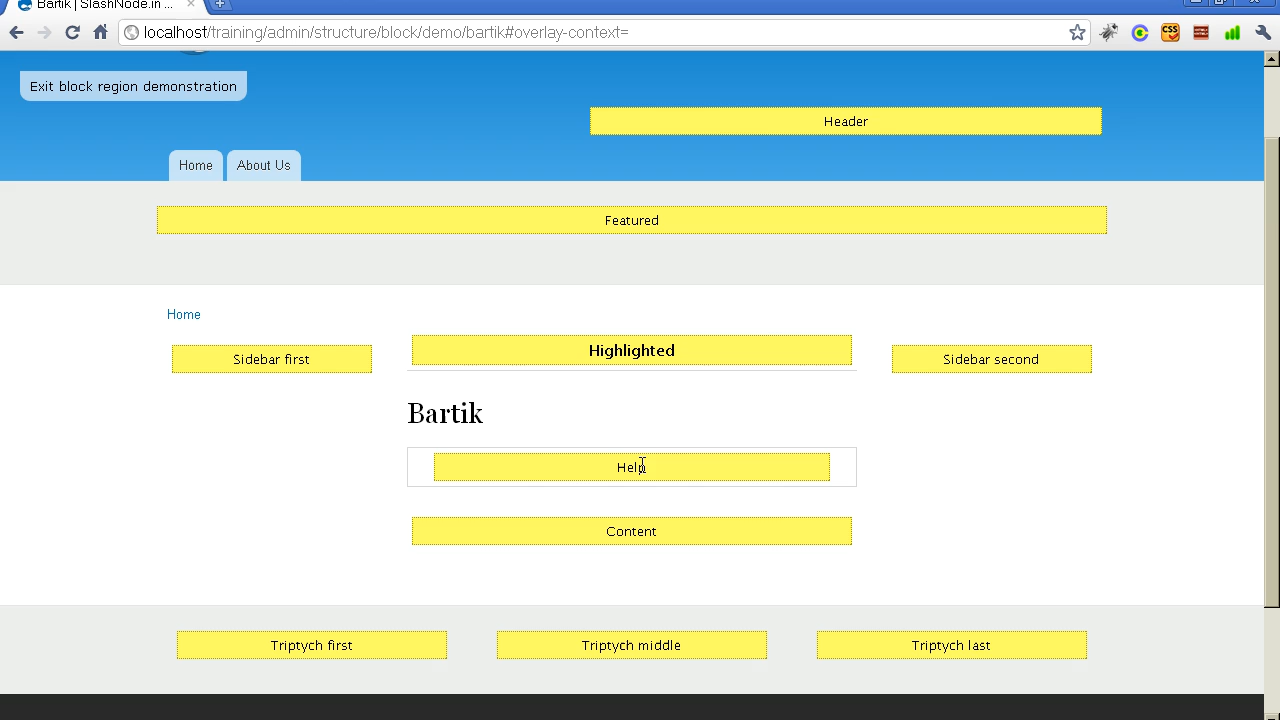 Bartik | SlashNode.in ...
localhost/training/admin/structure/block/demo/bartik#overlay-context=
CSS
Exit block region demonstration
Header
Home About Us
Featured
Home
Highlighted
Sidebar first Sidebar second
Bartik
Help
Content
Triptych first Triptych middle Triptych last